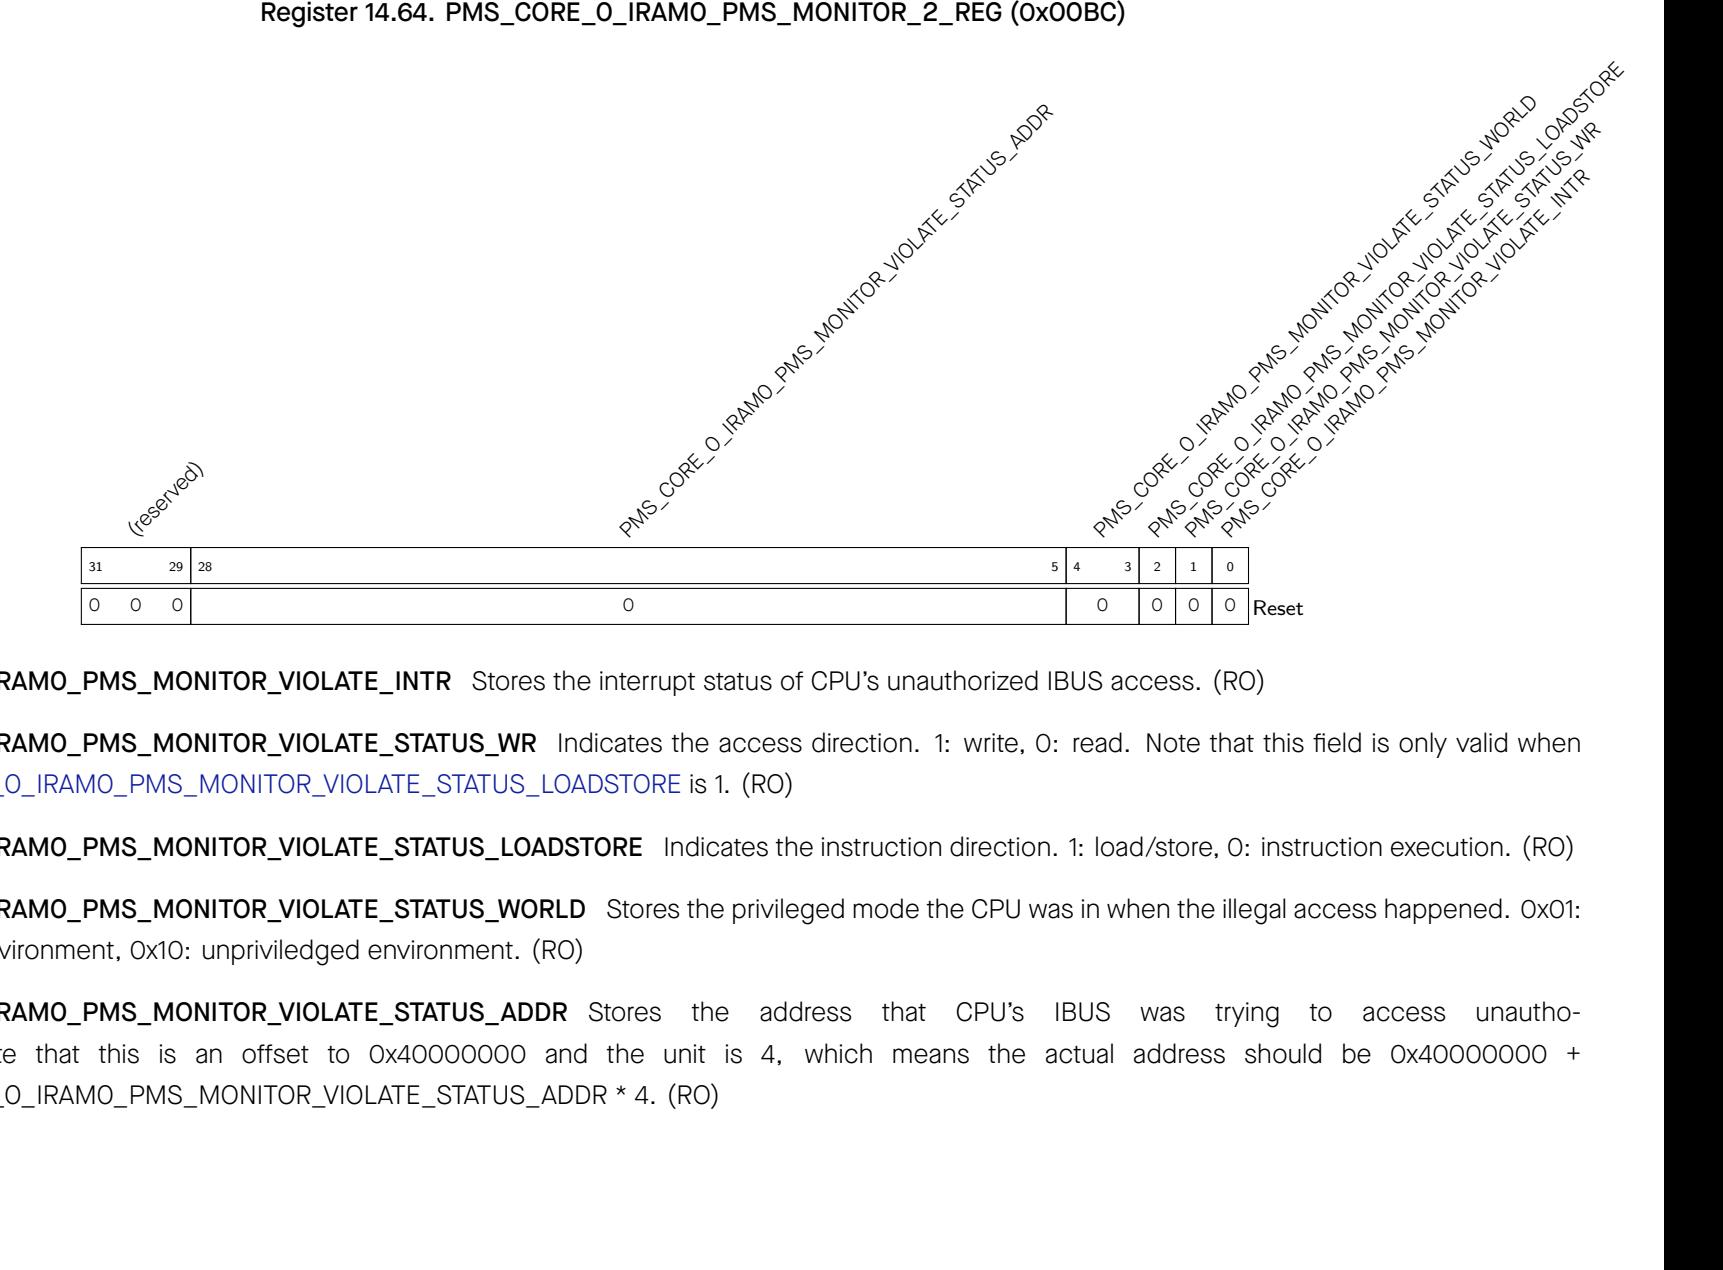 Register 14.64. PMS_CORE_0_IRAM0_PMS_MONITOR_2_REG (0x00BC)
(reserved)
PMS_CORE_0_IRAM0_PMS_MONITOR_VIOLATE_STATUS_ADDR
PMS_CORE_0_IRAM0_PMS_MONITOR_VIOLATE_STATUS_WORLD
PMS_CORE_0_IRAM0_PMS_MONITOR_VIOLATE_STATUS_LOADSTORE
PMS_CORE_0_IRAM0_PMS_MONITOR_VIOLATE_STATUS_WR
PMS_CORE_0_IRAM0_PMS_MONITOR_VIOLATE_INTR
31 29 28 5 4 3 2 1 0
0 0 0 0 0 0 0 0 Reset
RAM0_PMS_MONITOR_VIOLATE_INTR Stores the interrupt status of CPU's unauthorized IBUS access. (RO)
RAM0_PMS_MONITOR_VIOLATE_STATUS_WR Indicates the access direction. 1: write, 0: read. Note that this field is only valid when
_0_IRAM0_PMS_MONITOR_VIOLATE_STATUS_LOADSTORE is 1. (RO)
RAM0_PMS_MONITOR_VIOLATE_STATUS_LOADSTORE Indicates the instruction direction. 1: load/store, 0: instruction execution. (RO)
RAM0_PMS_MONITOR_VIOLATE_STATUS_WORLD Stores the privileged mode the CPU was in when the illegal access happened. 0x01:
vironment, 0x10: unpriviledged environment. (RO)
RAM0_PMS_MONITOR_VIOLATE_STATUS_ADDR Stores the address that CPU's IBUS was trying to access unautho-
te that this is an offset to 0x40000000 and the unit is 4, which means the actual address should be 0x40000000 +
_0_IRAM0_PMS_MONITOR_VIOLATE_STATUS_ADDR * 4. (RO)